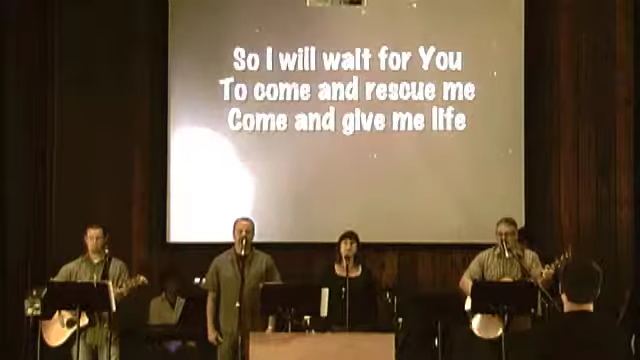 So I will wait for You
To come and rescue me
Come and give me life